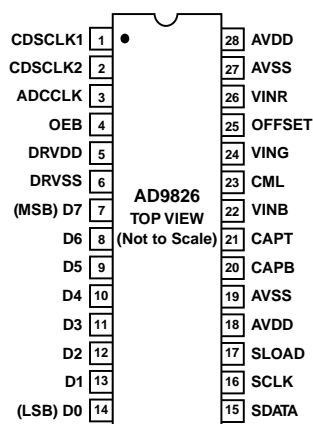 CDSCLK1 1 28 AVDD
CDSCLK2 2 27 AVSS
ADCCLK 3 26 VINR
OEB 4 25 OFFSET
DRVDD 5 24 VING
DRVSS 6 23 CML
(MSB) D7 7 22 VINB
D6 8 21 CAPT
D5 9 20 CAPB
D4 10 19 AVSS
D3 11 18 AVDD
D2 12 17 SLOAD
D1 13 16 SCLK
(LSB) D0 14 15 SDATA
AD9826
TOP VIEW
(Not to Scale)